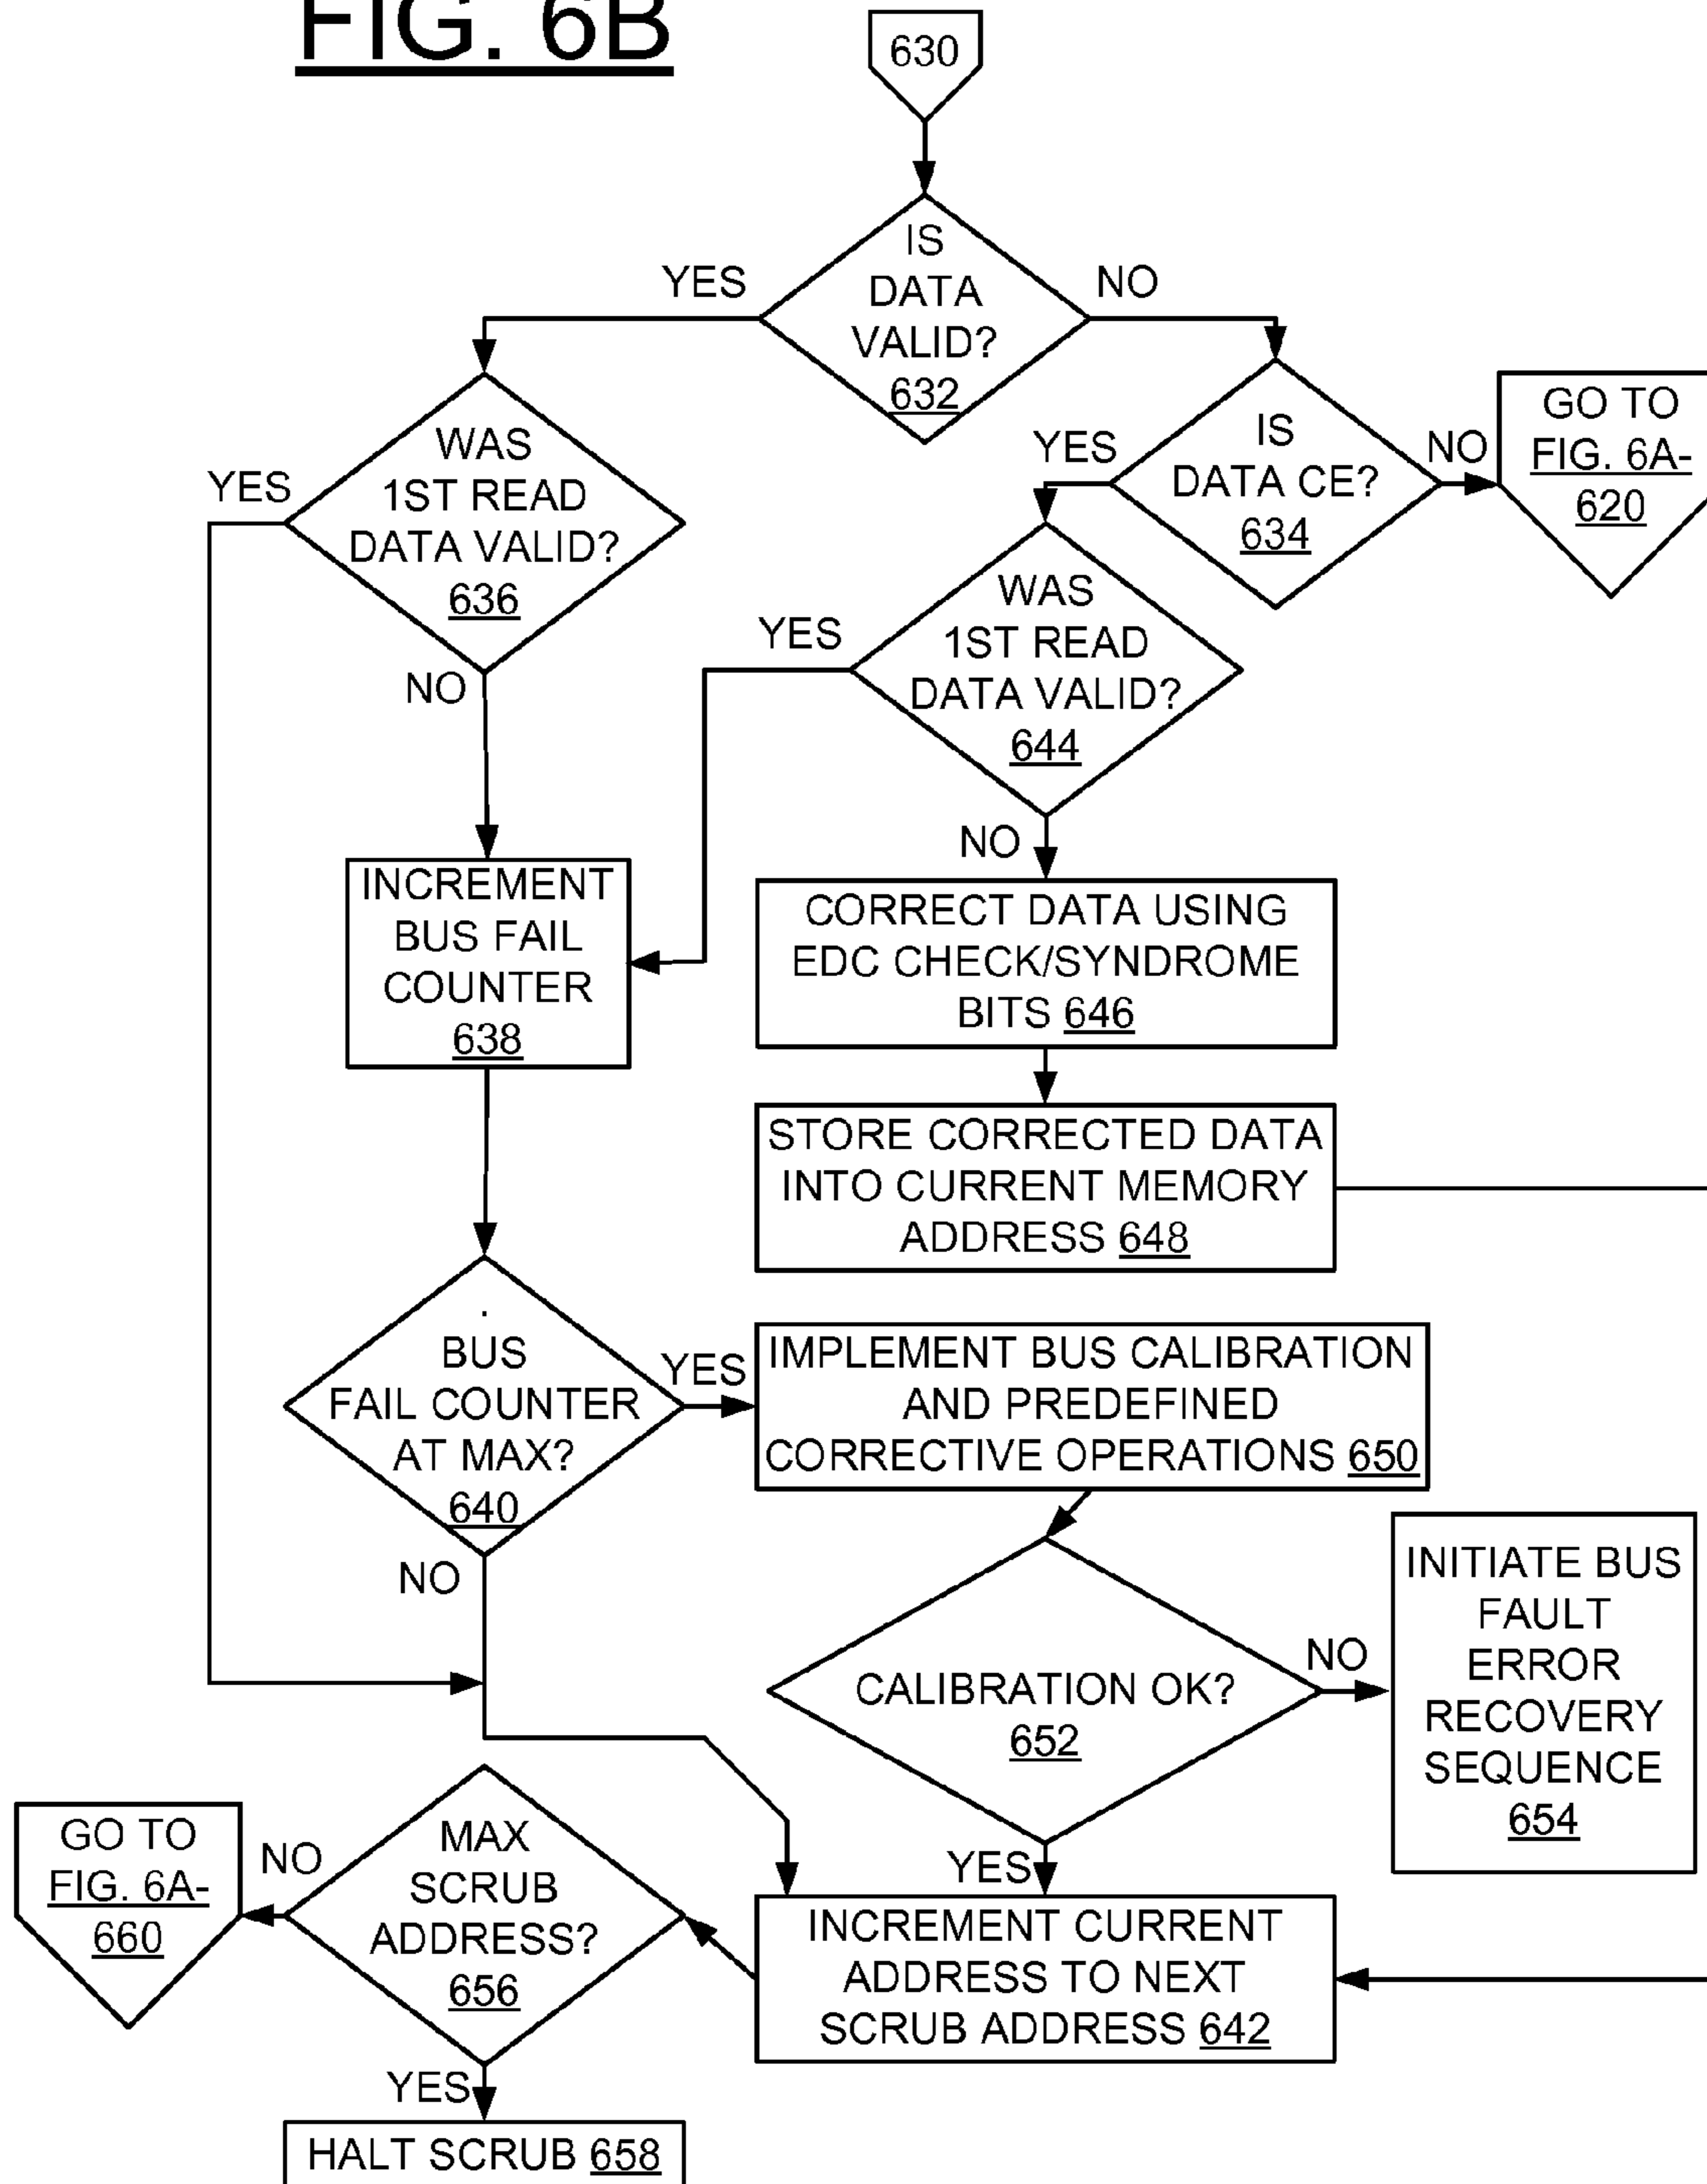 FIG. 6B
630
IS
DATA
VALID?
632
YES
NO
WAS
1ST READ
DATA VALID?
636
YES
NO
IS
DATA CE?
634
YES
NO
GO TO
FIG. 6A-
620
WAS
1ST READ
DATA VALID?
644
YES
NO
INCREMENT
BUS FAIL
COUNTER
638
CORRECT DATA USING
EDC CHECK/SYNDROME
BITS 646
STORE CORRECTED DATA
INTO CURRENT MEMORY
ADDRESS 648
.
BUS
FAIL COUNTER
AT MAX?
640
YES
NO
IMPLEMENT BUS CALIBRATION
AND PREDEFINED
CORRECTIVE OPERATIONS 650
CALIBRATION OK?
652
NO
YES
INITIATE BUS
FAULT
ERROR
RECOVERY
SEQUENCE
654
GO TO
FIG. 6A-
660
NO
MAX
SCRUB
ADDRESS?
656
YES
INCREMENT CURRENT
ADDRESS TO NEXT
SCRUB ADDRESS 642
HALT SCRUB 658